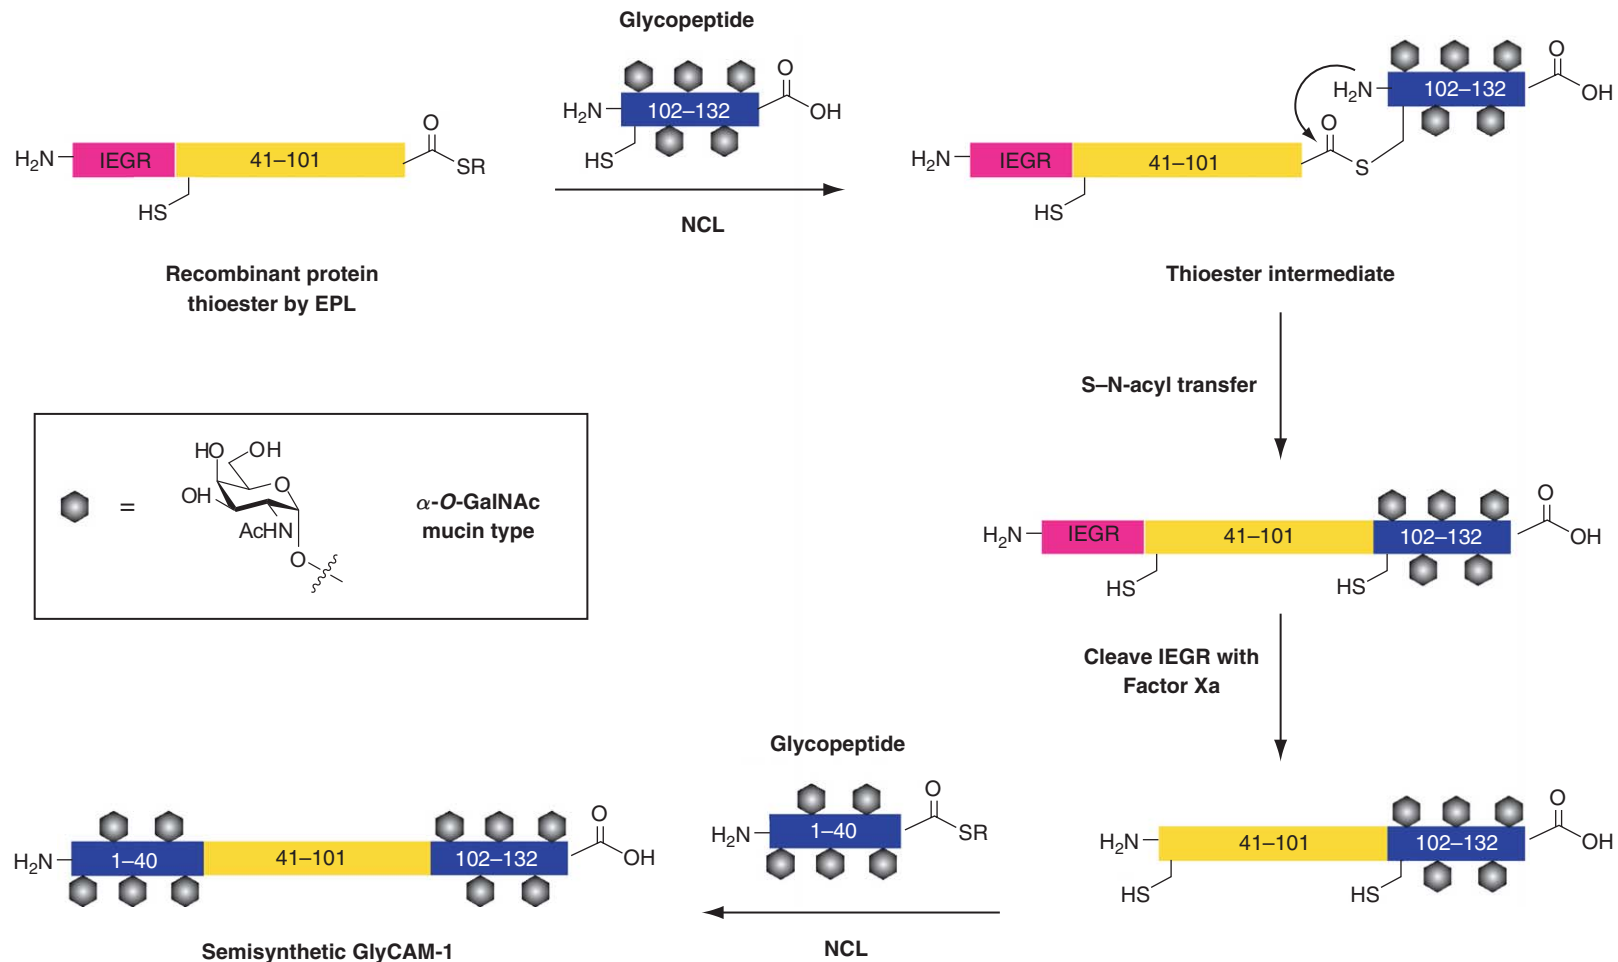 Glycopeptide
H₂N
102–132
O
OH
HS
H₂N
IEGR
41–101
O
SR
HS
NCL
Recombinant protein
thioester by EPL
H₂N
102–132
O
OH
H₂N
IEGR
41–101
O
S
HS
Thioester intermediate
S–N-acyl transfer
=
HO
OH
O
OH
AcHN
O
α-O-GalNAc
mucin type
H₂N
IEGR
41–101
102–132
O
OH
HS
HS
Cleave IEGR with
Factor Xa
H₂N
41–101
102–132
O
OH
HS
HS
Glycopeptide
H₂N
1–40
O
SR
NCL
H₂N
1–40
41–101
102–132
O
OH
Semisynthetic GlyCAM-1